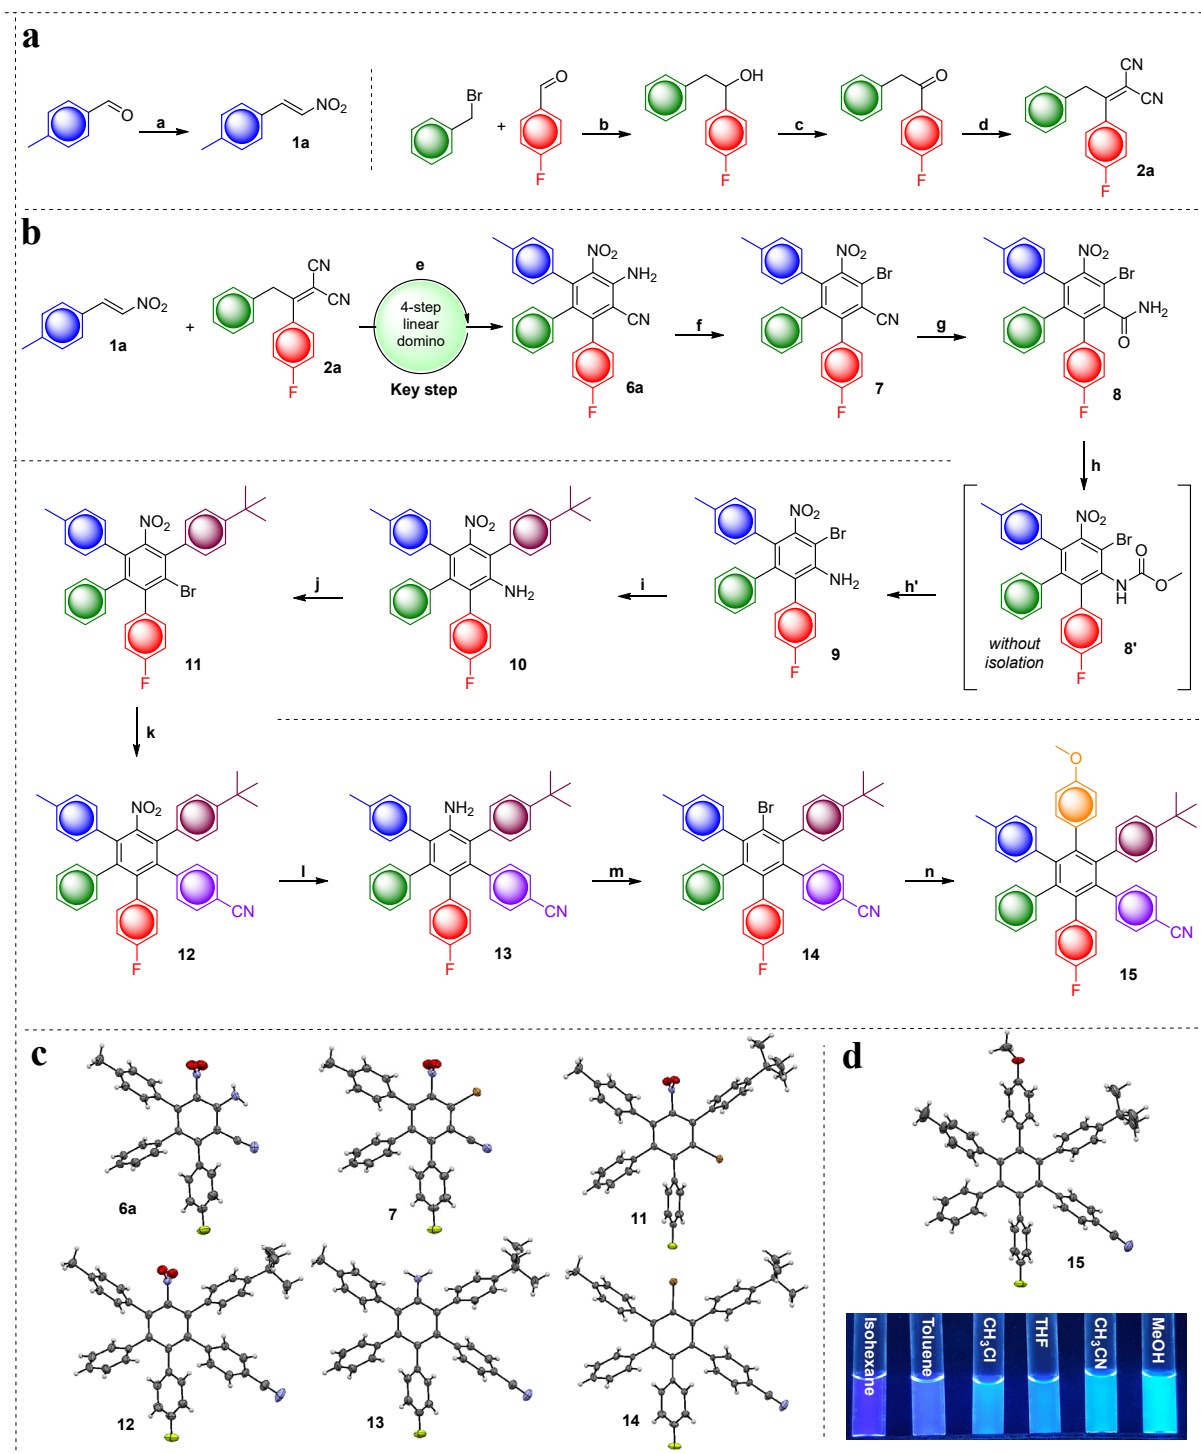 a
O
a
NO2
1a
Br
+
O
F
b
OH
F
c
O
F
d
CN
CN
F
2a
b
NO2
1a
+
CN
CN
F
2a
e
4-step
linear
domino
Key step
NO2
NH2
CN
F
6a
f
NO2
Br
CN
F
7
g
NO2
Br
NH2
O
F
8
h
NO2
Br
O
N
H
O
F
without
isolation
8'
h'
NO2
Br
NH2
F
9
i
NO2
NH2
F
10
j
NO2
Br
F
11
k
NO2
CN
F
12
l
NH2
CN
F
13
m
Br
CN
F
14
n
O
CN
F
15
c
6a
7
11
12
13
14
d
15
Isohexane
Toluene
CH3Cl
THF
CH3CN
MeOH